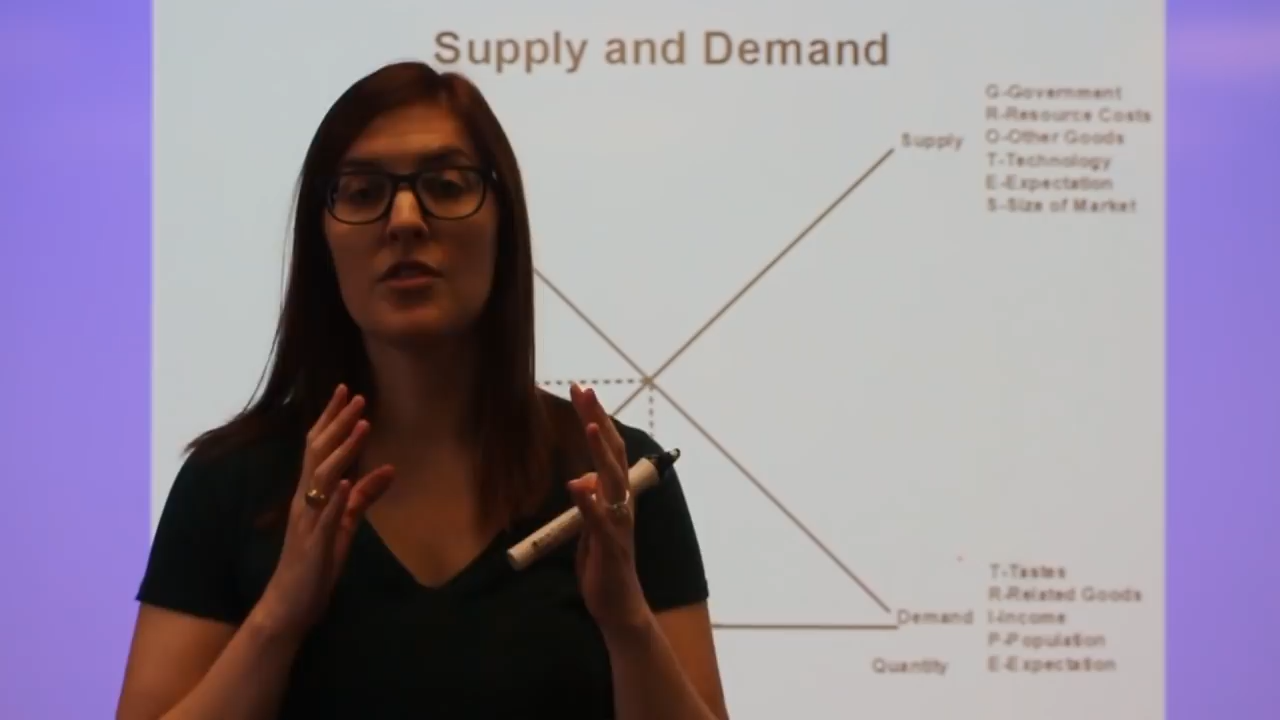 Supply and Demand
Supply
G-Government
R-Resource Costs
O-Other Goods
T-Technology
E-Expectation
S-Size of Market
Demand
T-Tastes
R-Related Goods
I-Income
P-Population
E-Expectation
Quantity